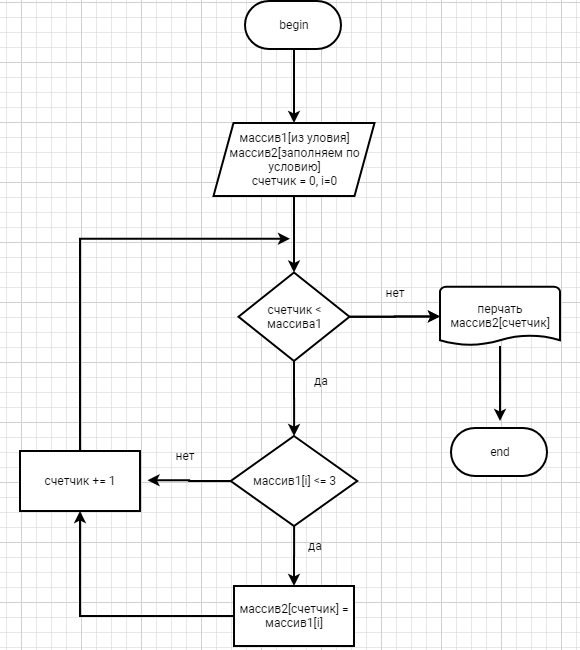 begin
массив1[из уловия]
массив2[заполняем по
условию]
счетчик = 0, i=0
счетчик <
массива1
нет
перчать
массив2[счетчик]
да
end
нет
массив1[i] <= 3
счетчик += 1
да
массив2[счетчик] =
массив1[i]